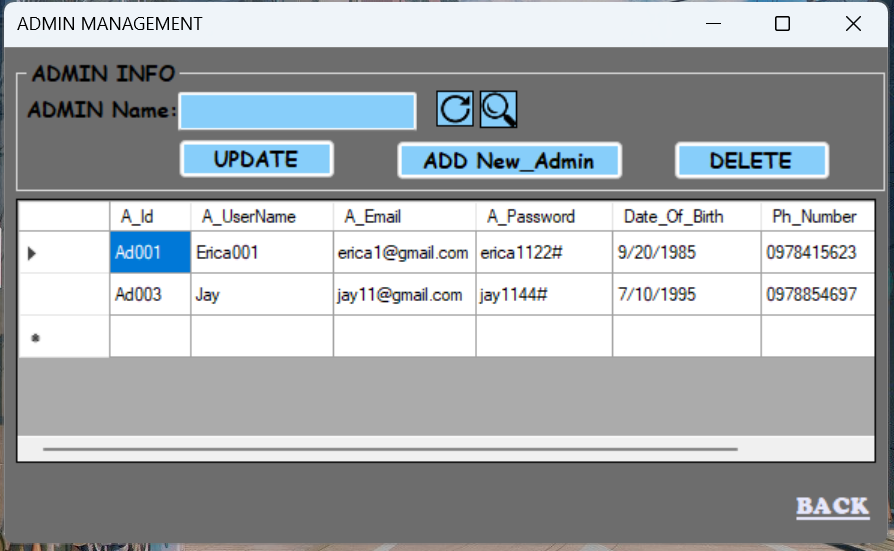 ADMIN MANAGEMENT
ADMIN INFO
ADMIN Name:
UPDATE ADD New_Admin DELETE
A_Id A_UserName A_Email A_Password Date_Of_Birth Ph_Number
Ad001 Erica001 erica1@gmail.com erica1122# 9/20/1985 0978415623
Ad003 Jay jay11@gmail.com jay1144# 7/10/1995 0978854697
BACK